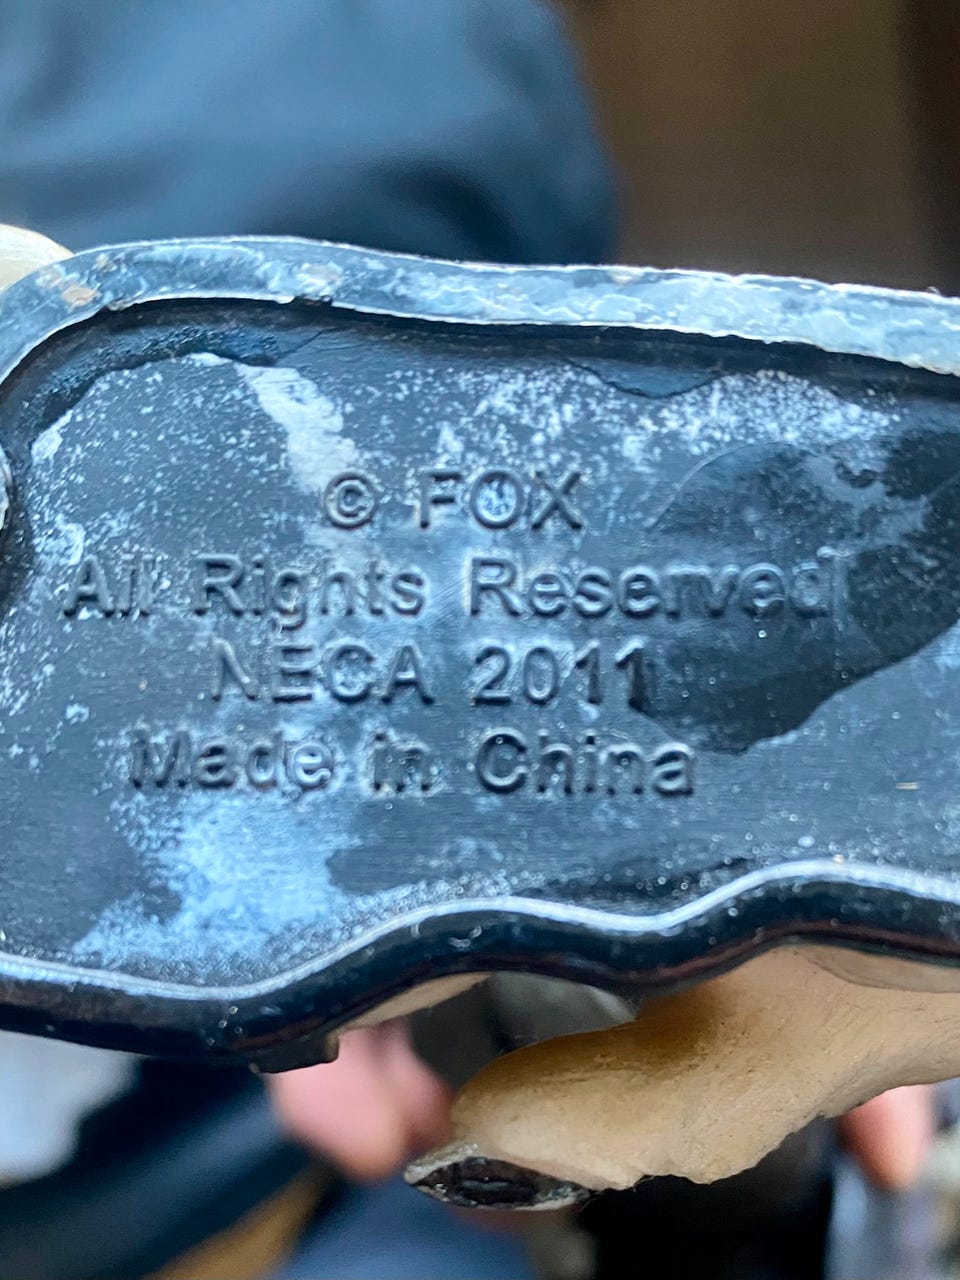 © FOX
All Rights Reserved
NECA 2011
Made in China